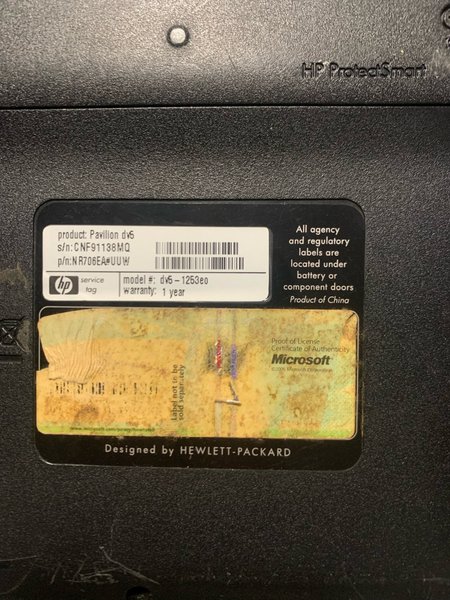 HP ProtectSmart
product: Pavilion dv5
s/n: CNF91138MQ
p/n: NR706EA#UUW
hp service tag
model #: dv5-1253eo
warranty: 1 year
All agency
and regulatory
labels are
located under
battery or
component doors
Product of China
Proof of License
Certificate of Authenticity
Microsoft
Label not to be
sold separately
Designed by HEWLETT-PACKARD